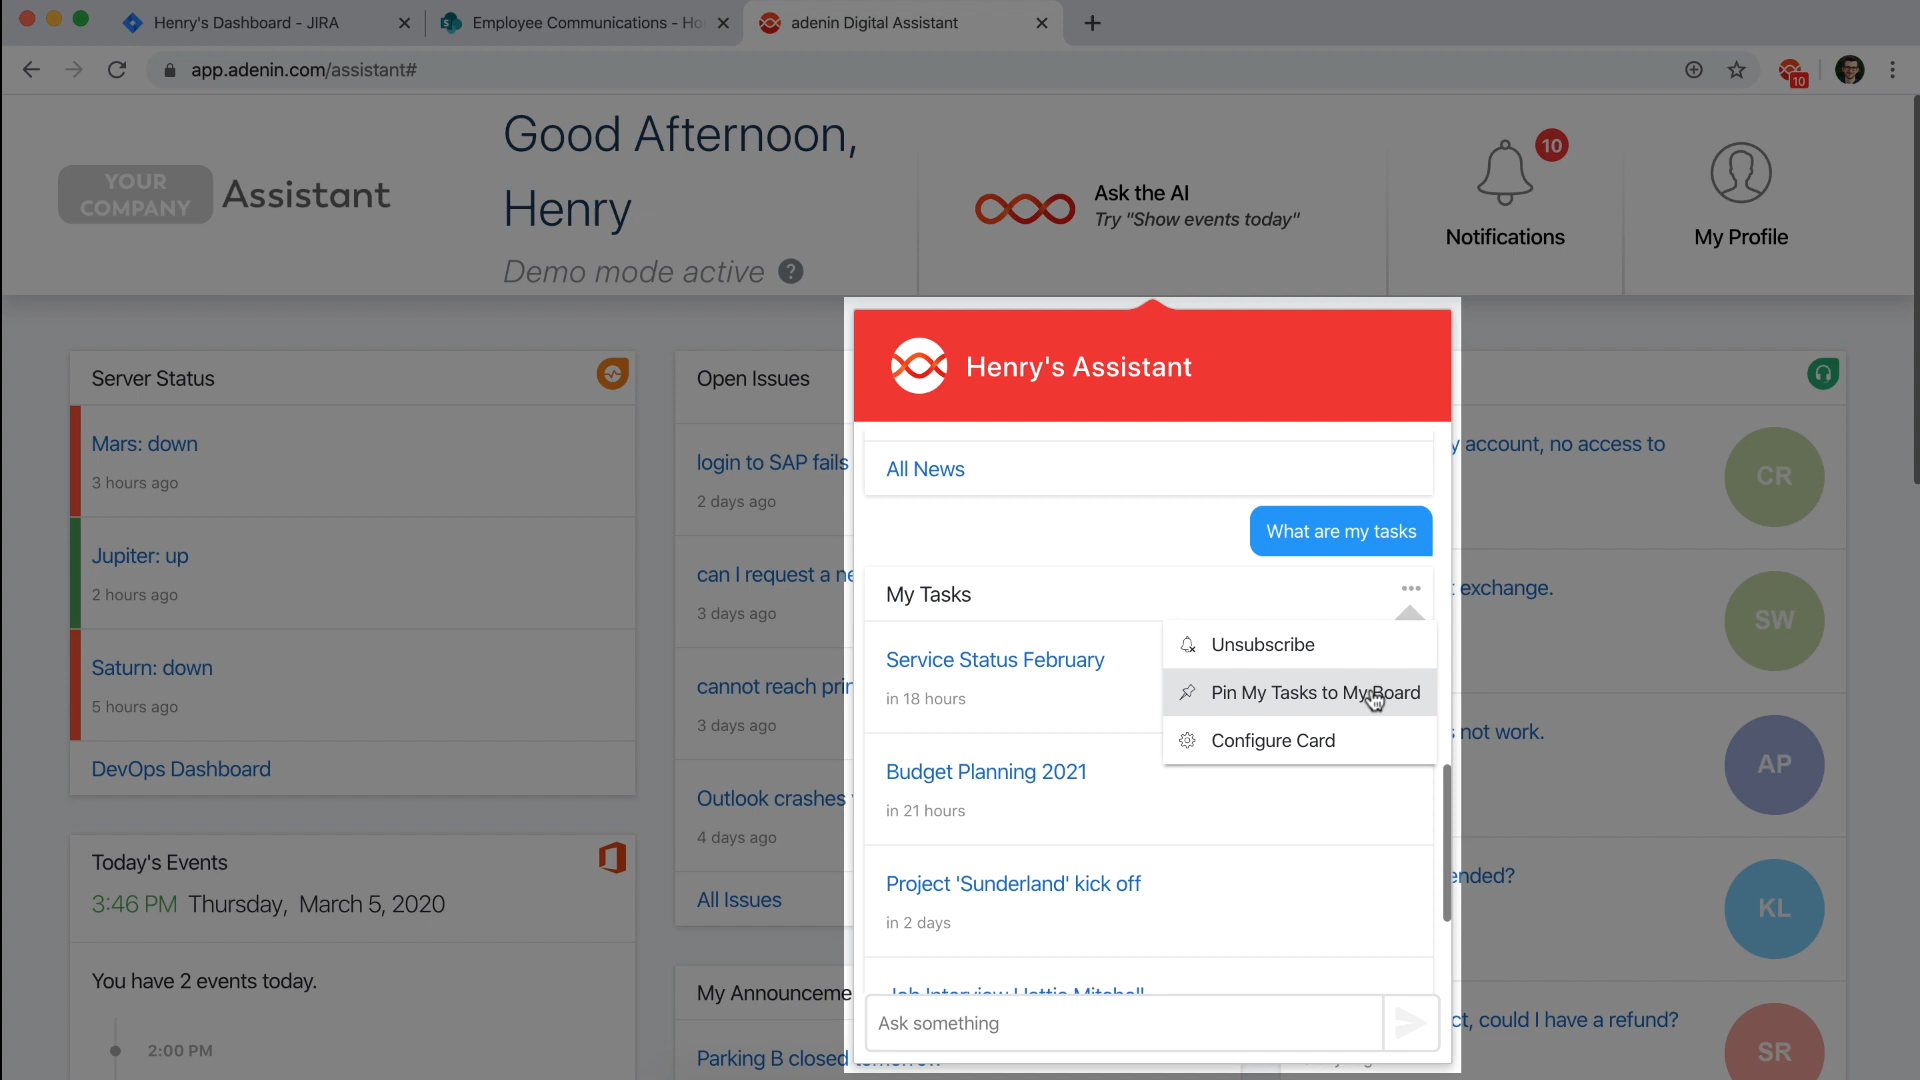 Henry's Dashboard - JIRA
Employee Communications - Ho
adenin Digital Assistant
app.adenin.com/assistant#
10
YOUR
COMPANY
Assistant
Good Afternoon,
Henry
Demo mode active ?
Ask the AI
Try "Show events today"
10
Notifications
My Profile
Server Status
Mars: down
3 hours ago
Jupiter: up
2 hours ago
Saturn: down
5 hours ago
DevOps Dashboard
Today's Events
3:46 PM Thursday, March 5, 2020
You have 2 events today.
2:00 PM
Open Issues
login to SAP fails
2 days ago
can I request a ne
3 days ago
cannot reach prin
3 days ago
Outlook crashes
4 days ago
All Issues
My Announceme
Parking B closed tomorrow
Henry's Assistant
All News
What are my tasks
My Tasks
Unsubscribe
Pin My Tasks to My Board
Configure Card
Service Status February
in 18 hours
Budget Planning 2021
in 21 hours
Project 'Sunderland' kick off
in 2 days
Job Interview Hattie Mitchell
Ask something
y account, no access to
CR
exchange.
SW
not work.
AP
ended?
KL
ct, could I have a refund?
SR